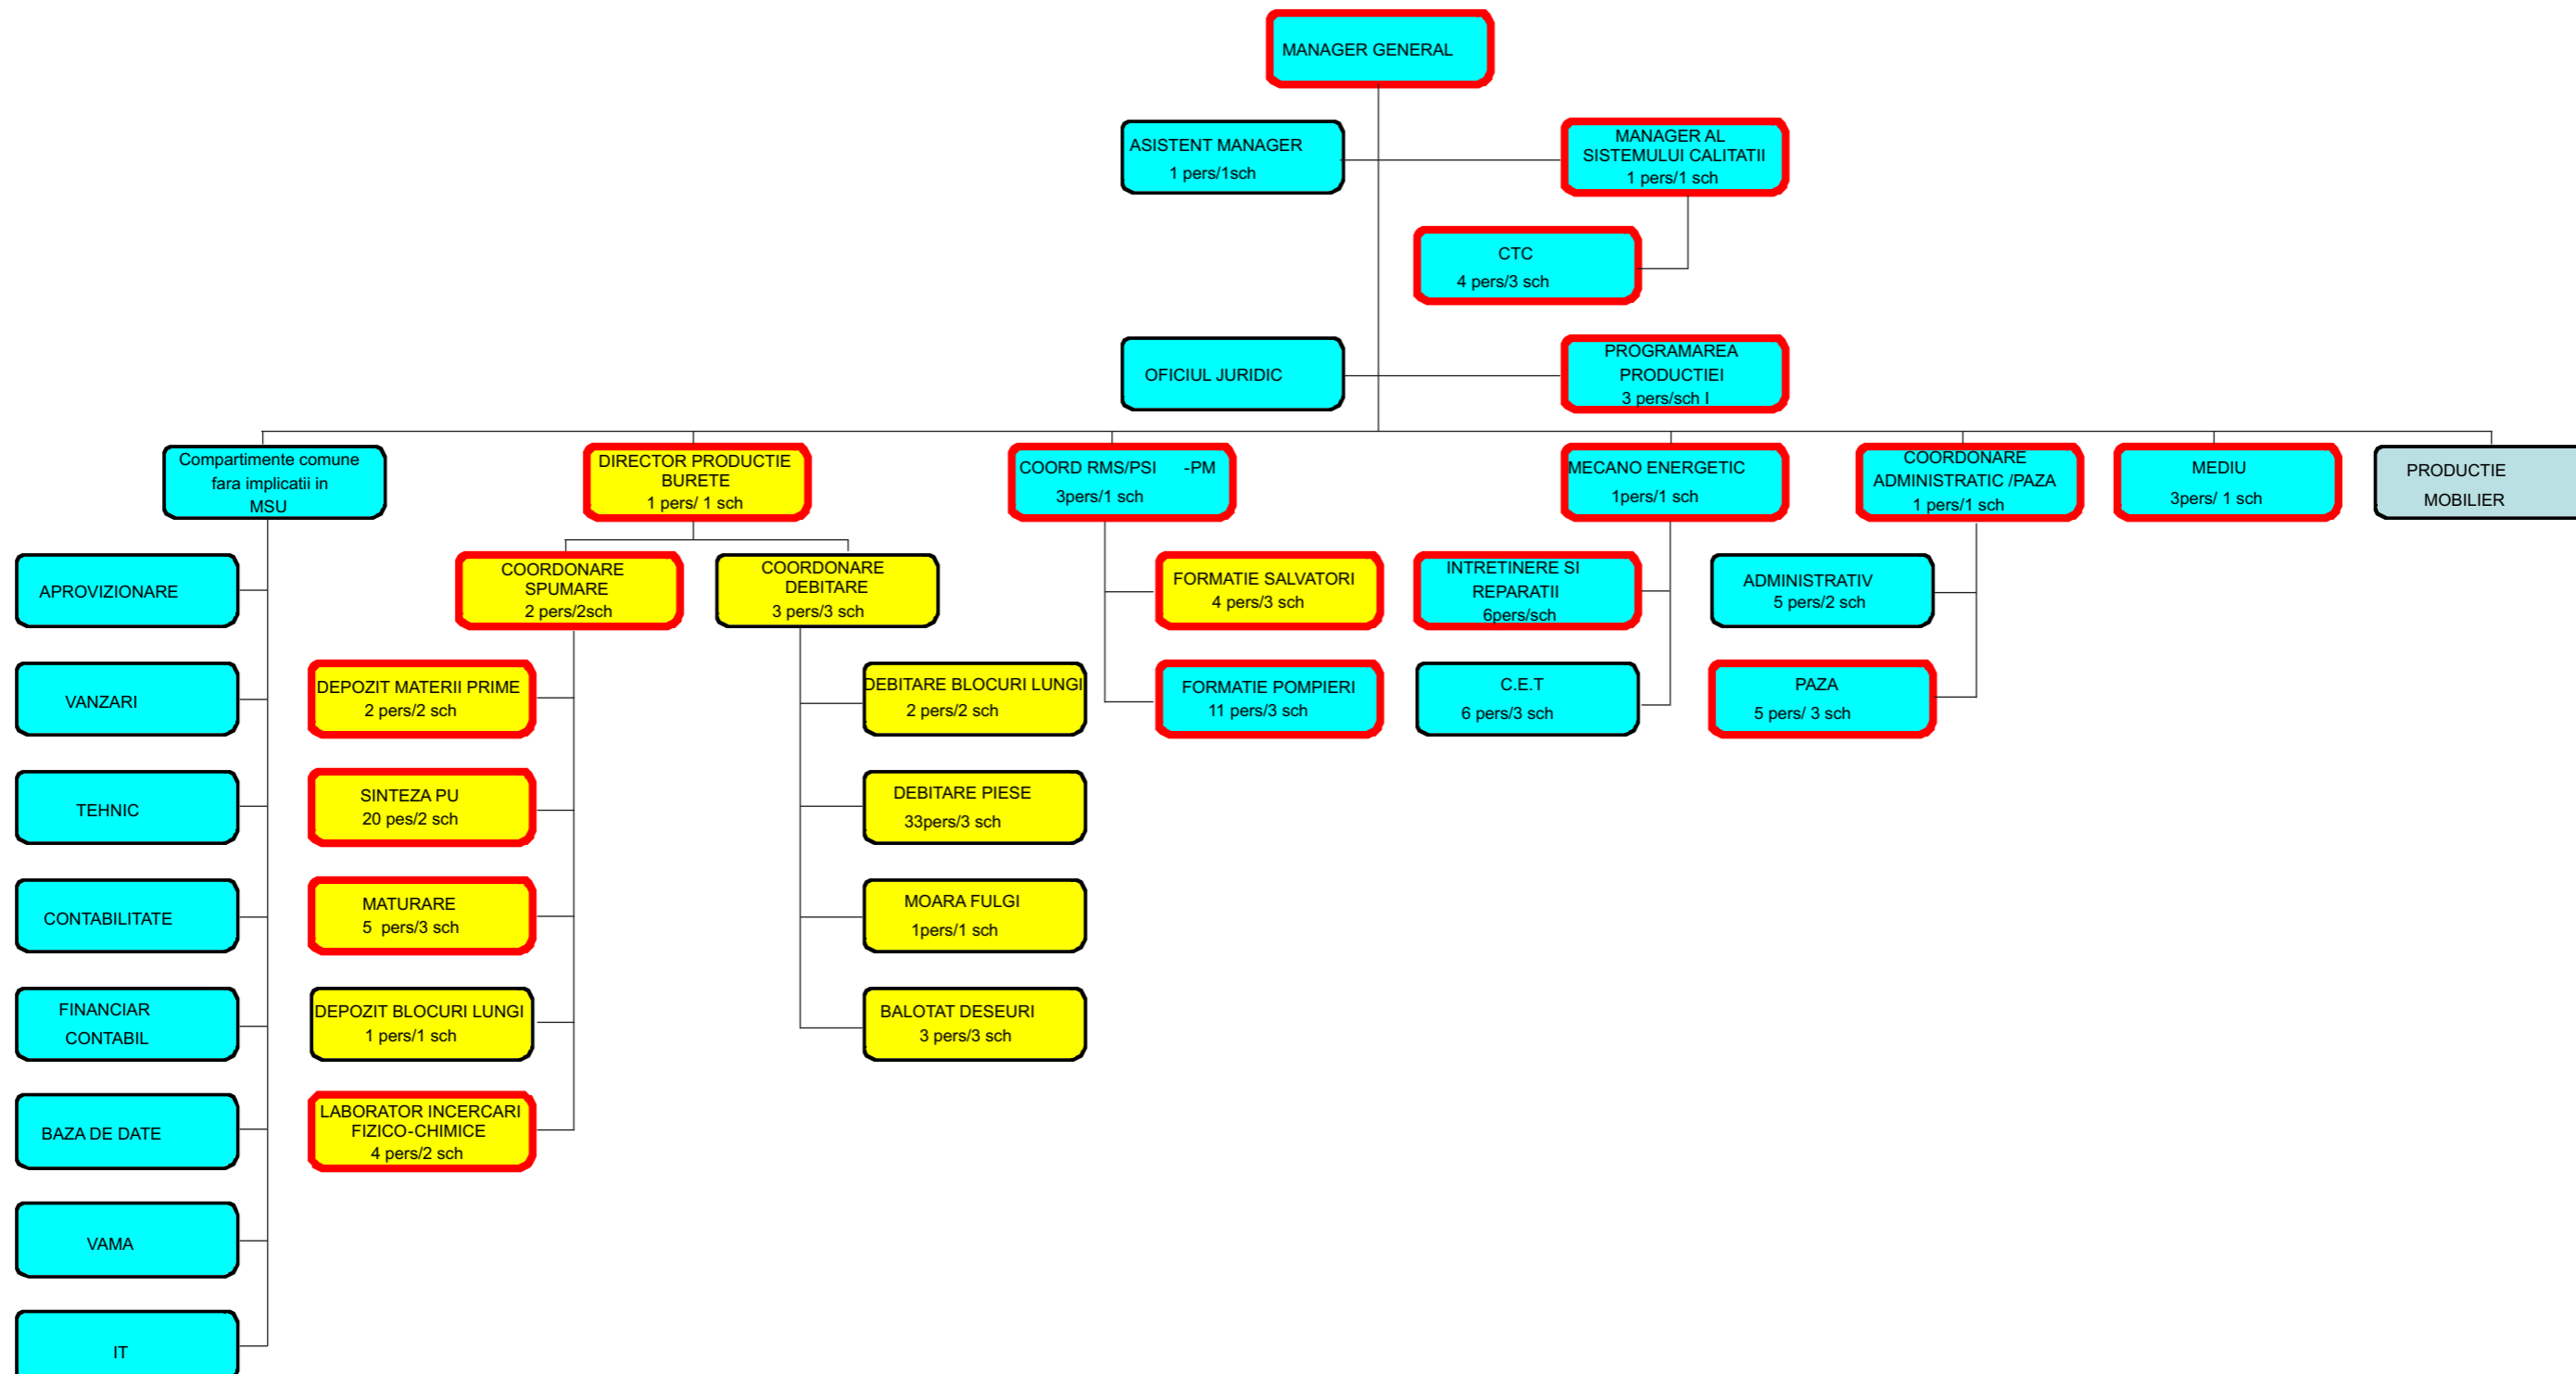 MANAGER GENERAL
ASISTENT MANAGER
1 pers/1sch
MANAGER AL
SISTEMULUI CALITATII
1 pers/1 sch
CTC
4 pers/3 sch
OFICIUL JURIDIC
PROGRAMAREA
PRODUCTIEI
3 pers/sch I
Compartimente comune
fara implicatii in
MSU
DIRECTOR PRODUCTIE
BURETE
1 pers/ 1 sch
COORD RMS/PSI -PM
3pers/1 sch
MECANO ENERGETIC
1pers/1 sch
COORDONARE
ADMINISTRATIC /PAZA
1 pers/1 sch
MEDIU
3pers/ 1 sch
PRODUCTIE
MOBILIER
APROVIZIONARE
COORDONARE
SPUMARE
2 pers/2sch
COORDONARE
DEBITARE
3 pers/3 sch
FORMATIE SALVATORI
4 pers/3 sch
INTRETINERE SI
REPARATII
6pers/sch
ADMINISTRATIV
5 pers/2 sch
VANZARI
DEPOZIT MATERII PRIME
2 pers/2 sch
DEBITARE BLOCURI LUNGI
2 pers/2 sch
FORMATIE POMPIERI
11 pers/3 sch
C.E.T
6 pers/3 sch
PAZA
5 pers/ 3 sch
TEHNIC
SINTEZA PU
20 pes/2 sch
DEBITARE PIESE
33pers/3 sch
CONTABILITATE
MATURARE
5 pers/3 sch
MOARA FULGI
1pers/1 sch
FINANCIAR
CONTABIL
DEPOZIT BLOCURI LUNGI
1 pers/1 sch
BALOTAT DESEURI
3 pers/3 sch
BAZA DE DATE
LABORATOR INCERCARI
FIZICO-CHIMICE
4 pers/2 sch
VAMA
IT